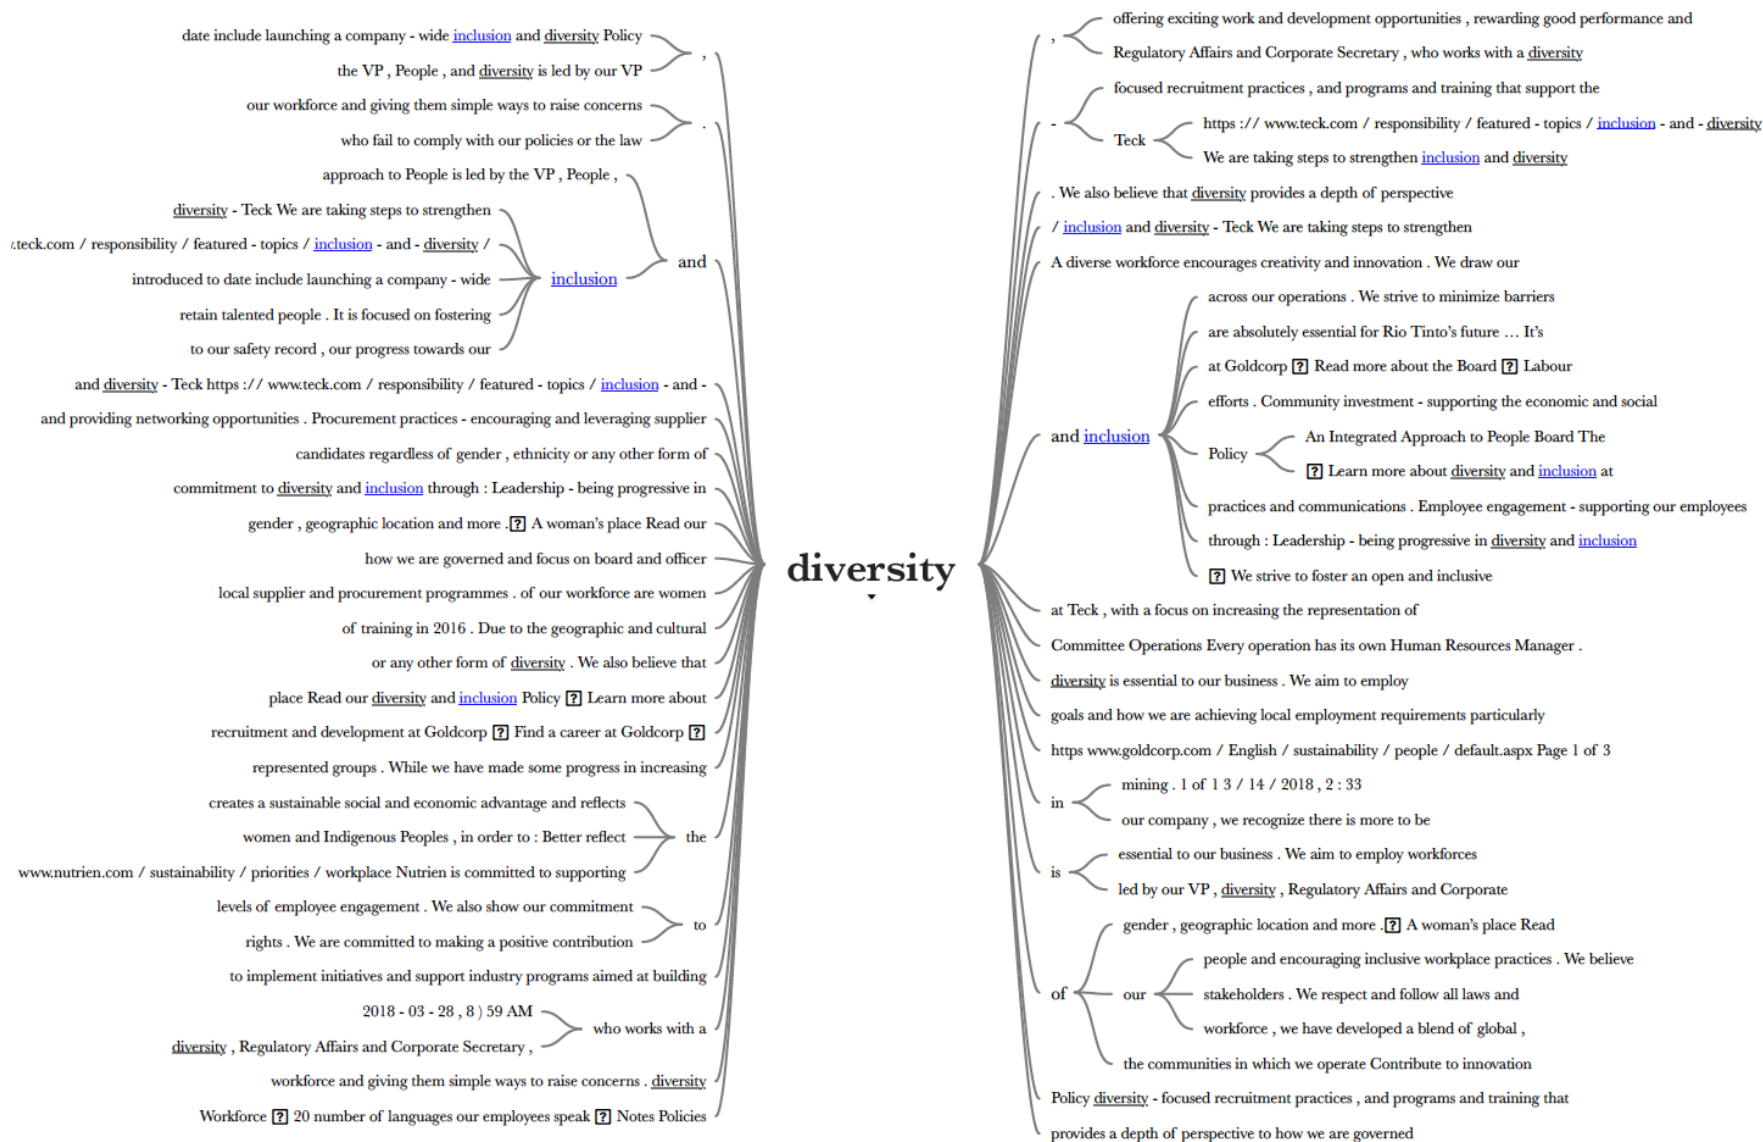 date include launching a company - wide inclusion and diversity Policy
the VP , People , and diversity is led by our VP
,
our workforce and giving them simple ways to raise concerns
who fail to comply with our policies or the law
.
approach to People is led by the VP , People ,
diversity - Teck We are taking steps to strengthen
.teck.com / responsibility / featured - topics / inclusion - and - diversity /
introduced to date include launching a company - wide
retain talented people . It is focused on fostering
to our safety record , our progress towards our
inclusion
and
and diversity - Teck https :// www.teck.com / responsibility / featured - topics / inclusion - and -
and providing networking opportunities . Procurement practices - encouraging and leveraging supplier
candidates regardless of gender , ethnicity or any other form of
commitment to diversity and inclusion through : Leadership - being progressive in
gender , geographic location and more .⍰ A woman’s place Read our
how we are governed and focus on board and officer
local supplier and procurement programmes . of our workforce are women
of training in 2016 . Due to the geographic and cultural
or any other form of diversity . We also believe that
place Read our diversity and inclusion Policy ⍰ Learn more about
recruitment and development at Goldcorp ⍰ Find a career at Goldcorp ⍰
represented groups . While we have made some progress in increasing
creates a sustainable social and economic advantage and reflects
women and Indigenous Peoples , in order to : Better reflect
www.nutrien.com / sustainability / priorities / workplace Nutrien is committed to supporting
the
levels of employee engagement . We also show our commitment
rights . We are committed to making a positive contribution
to
to implement initiatives and support industry programs aimed at building
2018 - 03 - 28 , 8 ) 59 AM
diversity , Regulatory Affairs and Corporate Secretary ,
who works with a
workforce and giving them simple ways to raise concerns . diversity
Workforce ⍰ 20 number of languages our employees speak ⍰ Notes Policies
diversity
,
offering exciting work and development opportunities , rewarding good performance and
Regulatory Affairs and Corporate Secretary , who works with a diversity
-
focused recruitment practices , and programs and training that support the
Teck
https :// www.teck.com / responsibility / featured - topics / inclusion - and - diversity
We are taking steps to strengthen inclusion and diversity
. We also believe that diversity provides a depth of perspective
/ inclusion and diversity - Teck We are taking steps to strengthen
A diverse workforce encourages creativity and innovation . We draw our
and inclusion
across our operations . We strive to minimize barriers
are absolutely essential for Rio Tinto’s future … It’s
at Goldcorp ⍰ Read more about the Board ⍰ Labour
efforts . Community investment - supporting the economic and social
Policy
An Integrated Approach to People Board The
⍰ Learn more about diversity and inclusion at
practices and communications . Employee engagement - supporting our employees
through : Leadership - being progressive in diversity and inclusion
⍰ We strive to foster an open and inclusive
at Teck , with a focus on increasing the representation of
Committee Operations Every operation has its own Human Resources Manager .
diversity is essential to our business . We aim to employ
goals and how we are achieving local employment requirements particularly
https www.goldcorp.com / English / sustainability / people / default.aspx Page 1 of 3
in
mining . 1 of 1 3 / 14 / 2018 , 2 : 33
our company , we recognize there is more to be
is
essential to our business . We aim to employ workforces
led by our VP , diversity , Regulatory Affairs and Corporate
of
gender , geographic location and more .⍰ A woman’s place Read
our
people and encouraging inclusive workplace practices . We believe
stakeholders . We respect and follow all laws and
workforce , we have developed a blend of global ,
the communities in which we operate Contribute to innovation
Policy diversity - focused recruitment practices , and programs and training that
provides a depth of perspective to how we are governed